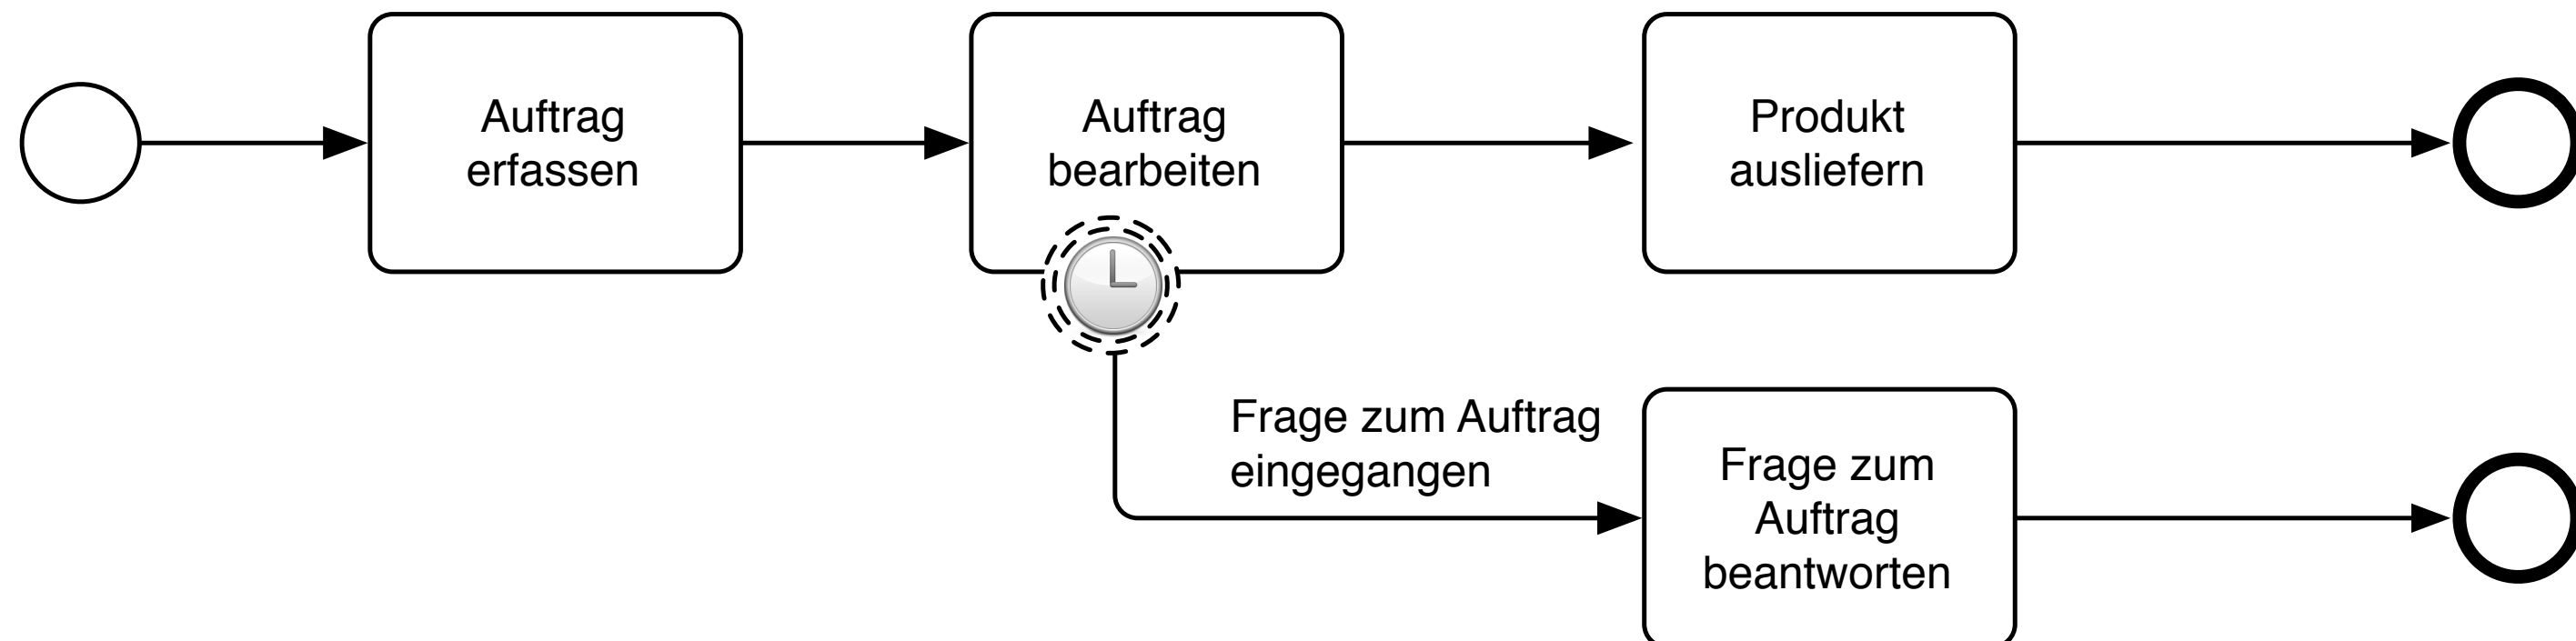 Auftrag
erfassen
Auftrag
bearbeiten
Produkt
ausliefern
Frage zum Auftrag
eingegangen
Frage zum
Auftrag
beantworten